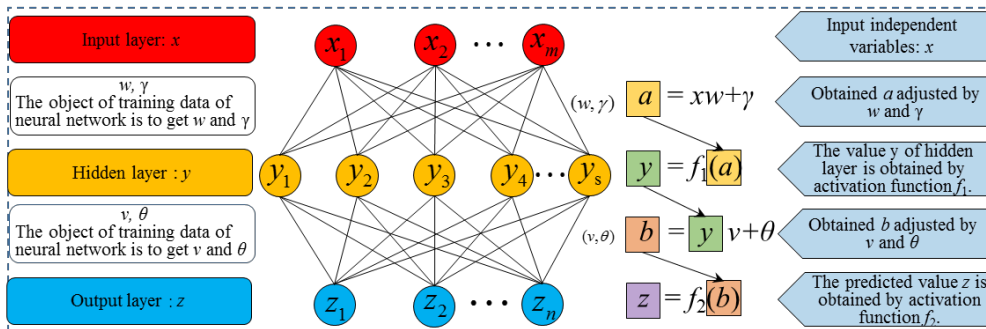 Input layer: x
w, γ
The object of training data of
neural network is to get w and γ
Hidden layer : y
v, θ
The object of training data of
neural network is to get v and θ
Output layer : z
x1 x2 ··· xm
y1 y2 y3 y4 ··· ys
z1 z2 ··· zn
(w, γ) a = xw+γ
y = f1(a)
(v, θ) b = y v+θ
z = f2(b)
Input independent
variables: x
Obtained a adjusted by
w and γ
The value y of hidden
layer is obtained by
activation function f1.
Obtained b adjusted by
v and θ
The predicted value z is
obtained by activation
function f2.